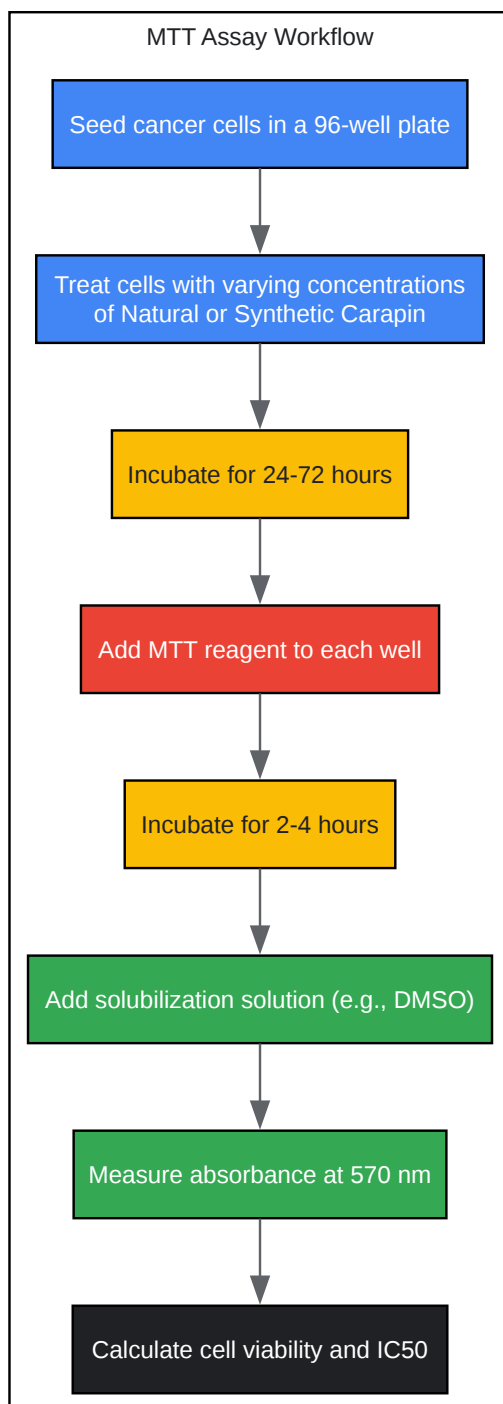 MTT Assay Workflow
Seed cancer cells in a 96-well plate
Treat cells with varying concentrations
of Natural or Synthetic Carapin
Incubate for 24-72 hours
Add MTT reagent to each well
Incubate for 2-4 hours
Add solubilization solution (e.g., DMSO)
Measure absorbance at 570 nm
Calculate cell viability and IC50